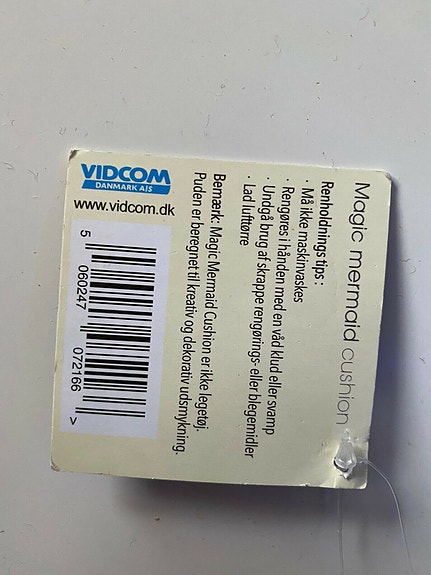 Magic mermaid cushion
Renholdnings tips :
· Må ikke maskinvaskes
· Rengøres i hånden med en våd klud eller svamp
· Undgå brug af skrappe rengørings- eller blegemidler
· Lad lufttørre
Bemærk: Magic Mermaid Cushion er ikke legetøj.
Puden er beregnet til kreativ og dekorativ udsmykning.
VIDCOM
DANMARK A/S
www.vidcom.dk
5 060247 072166 >